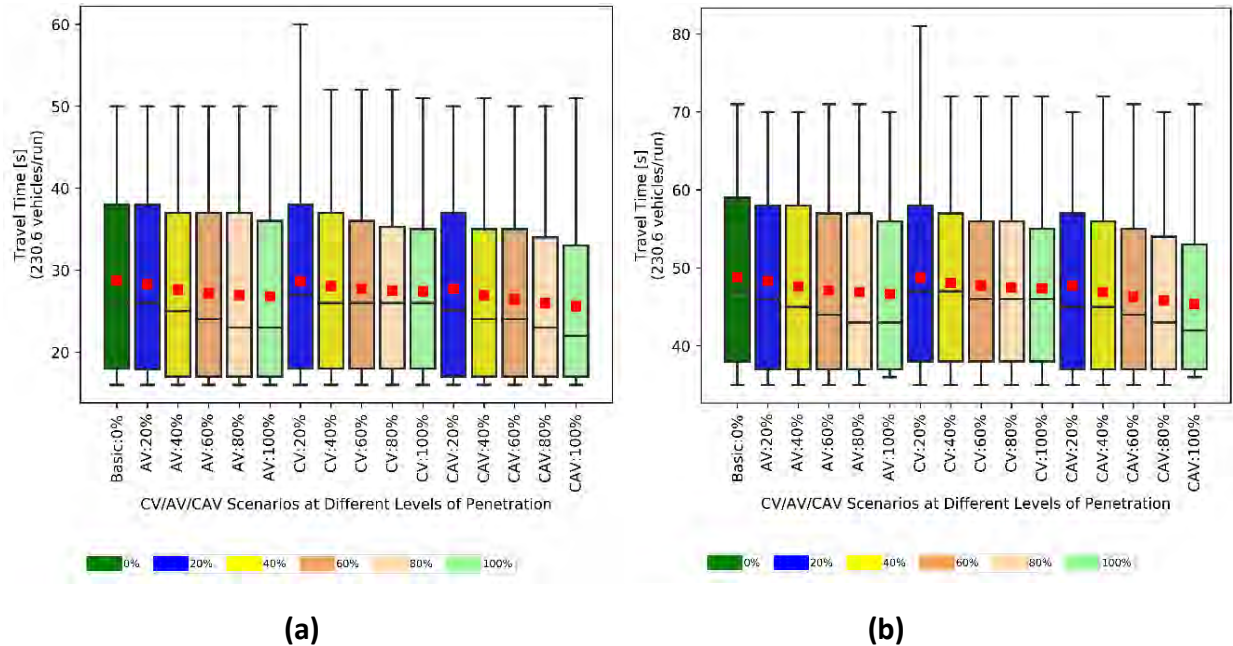 60
50
40
30
20
Travel Time [s]
(230.6 vehicles/run)
Basic:0%
AV:20%
AV:40%
AV:60%
AV:80%
AV:100%
CV:20%
CV:40%
CV:60%
CV:80%
CV:100%
CAV:20%
CAV:40%
CAV:60%
CAV:80%
CAV:100%
CV/AV/CAV Scenarios at Different Levels of Penetration
0% 20% 40% 60% 80% 100%
(a)
80
70
60
50
40
Travel Time [s]
(230.6 vehicles/run)
Basic:0%
AV:20%
AV:40%
AV:60%
AV:80%
AV:100%
CV:20%
CV:40%
CV:60%
CV:80%
CV:100%
CAV:20%
CAV:40%
CAV:60%
CAV:80%
CAV:100%
CV/AV/CAV Scenarios at Different Levels of Penetration
0% 20% 40% 60% 80% 100%
(b)